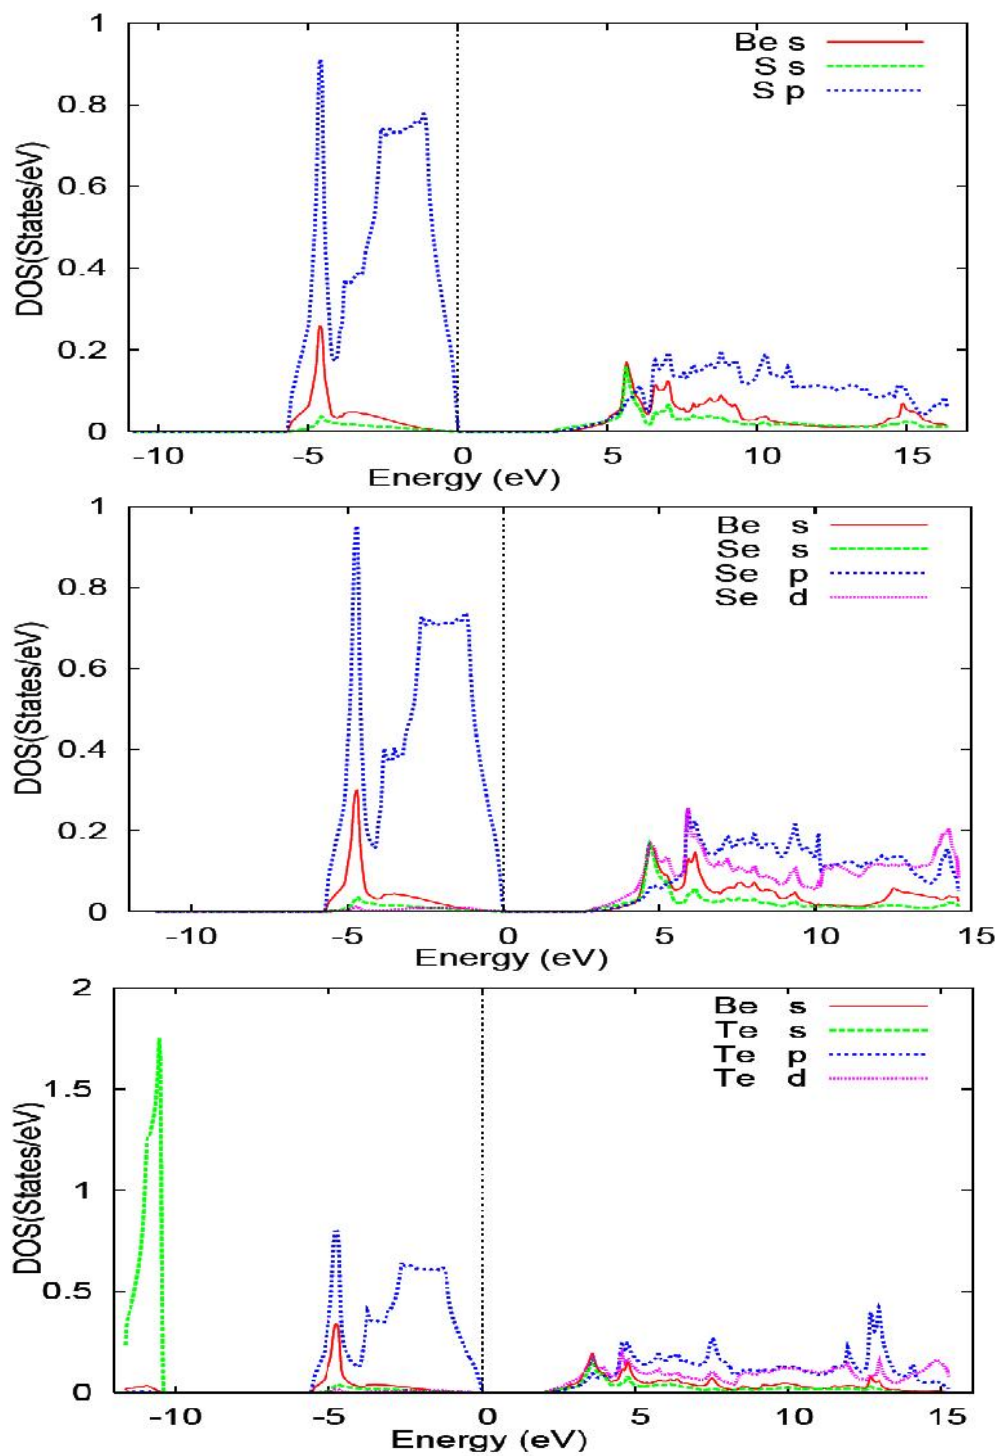 1
0.8
0.6
0.4
0.2
0
DOS(States/eV)
Be s
S s
S p
-10 -5 0 5 10 15
Energy (eV)
1
0.8
0.6
0.4
0.2
0
DOS(States/eV)
Be s
Se s
Se p
Se d
-10 -5 0 5 10 15
Energy (eV)
2
1.5
1
0.5
0
DOS(States/eV)
Be s
Te s
Te p
Te d
-10 -5 0 5 10 15
Energy (eV)